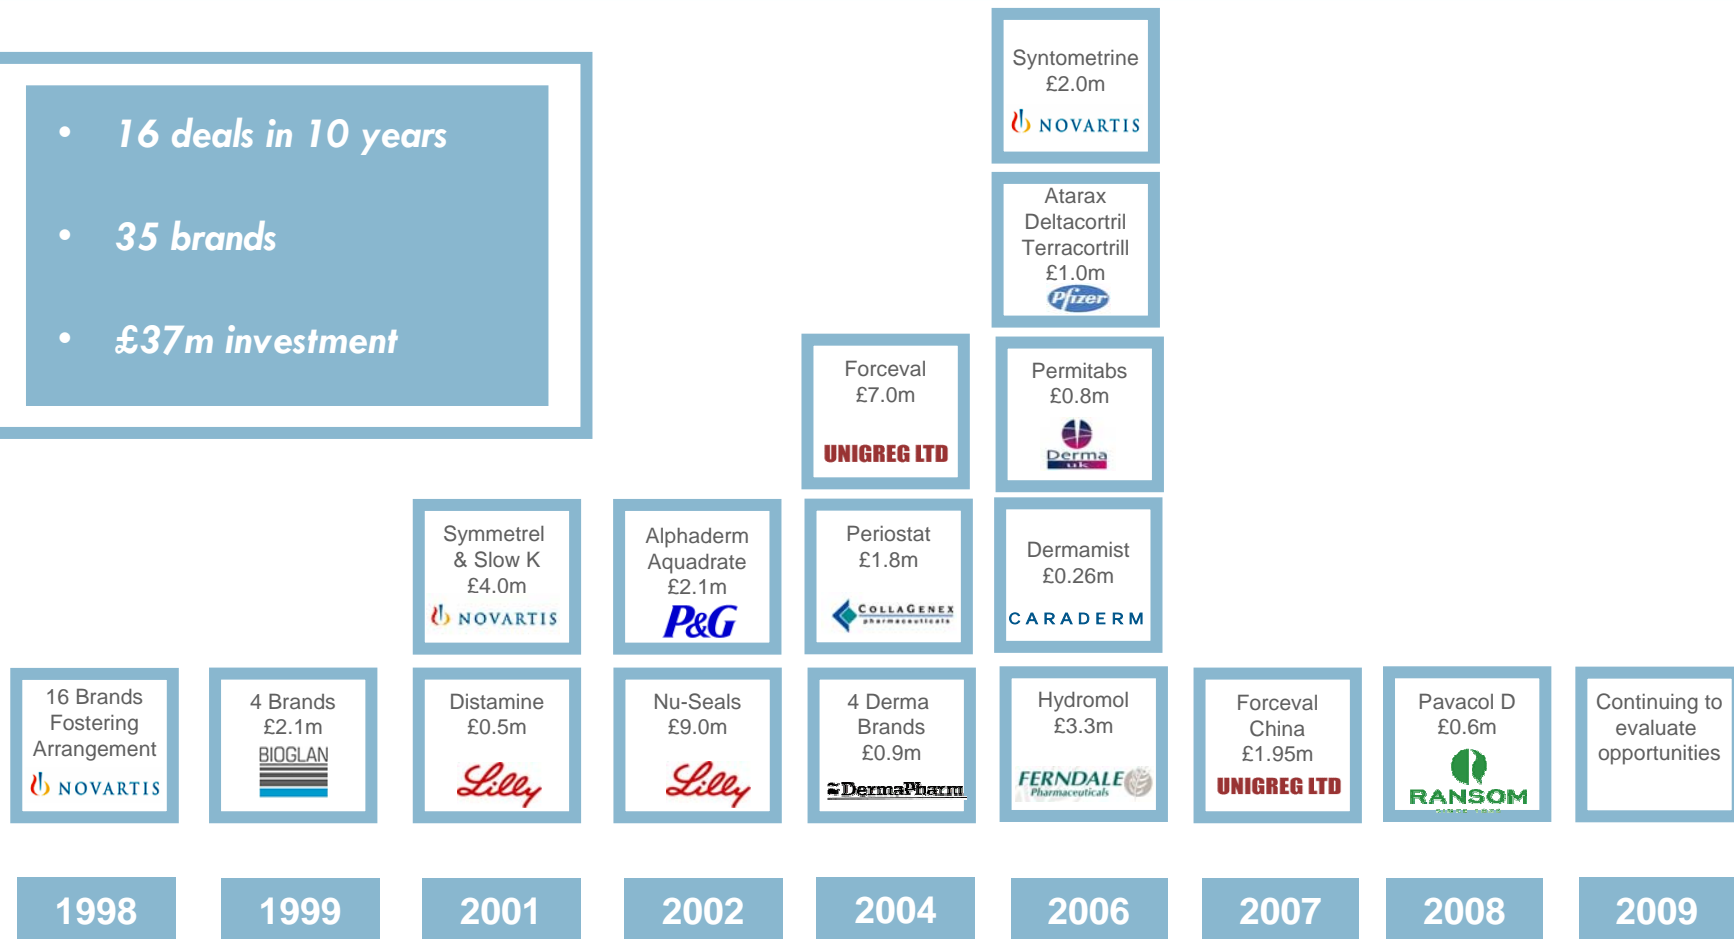 • 16 deals in 10 years
• 35 brands
• £37m investment
Syntometrine
£2.0m
NOVARTIS
Atarax
Deltacortril
Terracortrill
£1.0m
Pfizer
Forceval
£7.0m
UNIGREG LTD
Permitabs
£0.8m
Derma
uk
Symmetrel
& Slow K
£4.0m
NOVARTIS
Alphaderm
Aquadrate
£2.1m
P&G
Periostat
£1.8m
COLLAGENEX
pharmaceuticals
Dermamist
£0.26m
CARADERM
16 Brands
Fostering
Arrangement
NOVARTIS
4 Brands
£2.1m
BIOGLAN
Distamine
£0.5m
Lilly
Nu-Seals
£9.0m
Lilly
4 Derma
Brands
£0.9m
DermaPharm
Hydromol
£3.3m
FERNDALE
Pharmaceuticals
Forceval
China
£1.95m
UNIGREG LTD
Pavacol D
£0.6m
RANSOM
Continuing to
evaluate
opportunities
1998
1999
2001
2002
2004
2006
2007
2008
2009